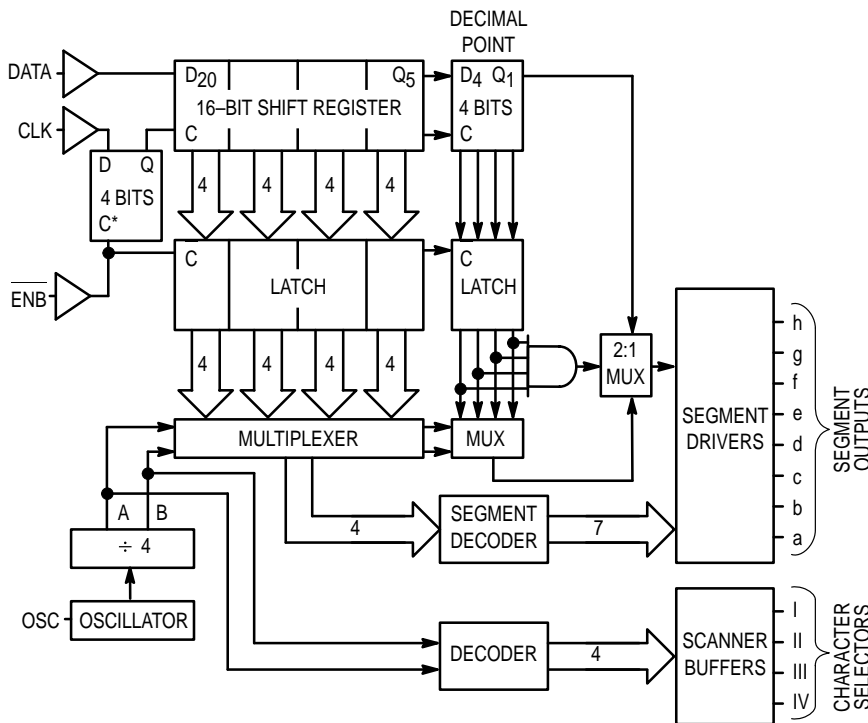 DECIMAL
POINT
DATA
D20
Q5
D4 Q1
16–BIT SHIFT REGISTER
4 BITS
CLK
C
C
D Q
4 BITS
C*
4
4
4
4
ENB
C
LATCH
C
LATCH
4
4
4
4
2:1
MUX
MULTIPLEXER
MUX
SEGMENT
DRIVERS
h
g
f
e
d
c
b
a
SEGMENT
OUTPUTS
A B
÷ 4
4
SEGMENT
DECODER
7
OSC
OSCILLATOR
DECODER
4
SCANNER
BUFFERS
I
II
III
IV
CHARACTER
SELECTORS